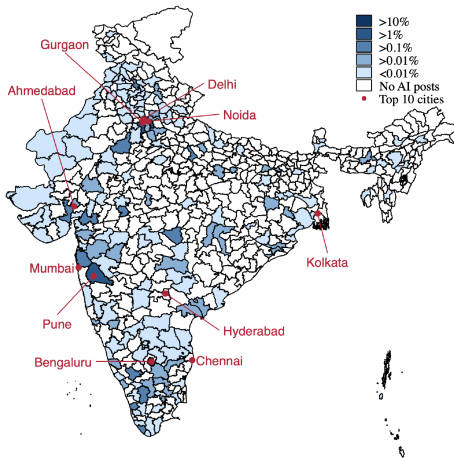 >10%
>1%
>0.1%
>0.01%
<0.01%
No AI posts
Top 10 cities
Gurgaon
Delhi
Ahmedabad
Noida
Mumbai
Kolkata
Pune
Hyderabad
Bengaluru
Chennai